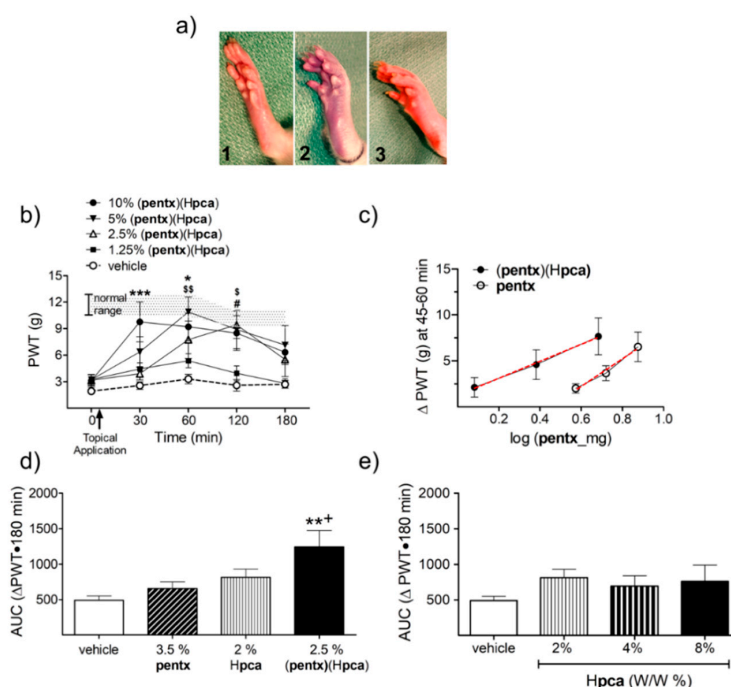 a)
1
2
3
b)
10% (pentx)(Hpca)
5% (pentx)(Hpca)
2.5% (pentx)(Hpca)
1.25% (pentx)(Hpca)
vehicle
PWT (g)
15
12
9
6
3
0
normal
range
***
*
$$
$
#
0 30 60 120 180
Topical
Application
Time (min)
c)
(pentx)(Hpca)
pentx
Δ PWT (g) at 45-60 min
7.5
5.0
2.5
0.0 0.2 0.4 0.6 0.8 1.0
log (pentx_mg)
d)
AUC (ΔPWT•180 min)
2000
1500
1000
500
**+
vehicle
3.5 %
pentx
2 %
Hpca
2.5 %
(pentx)(Hpca)
e)
AUC (Δ PWT•180 min)
2000
1500
1000
500
vehicle
2% 4% 8%
Hpca (W/W %)